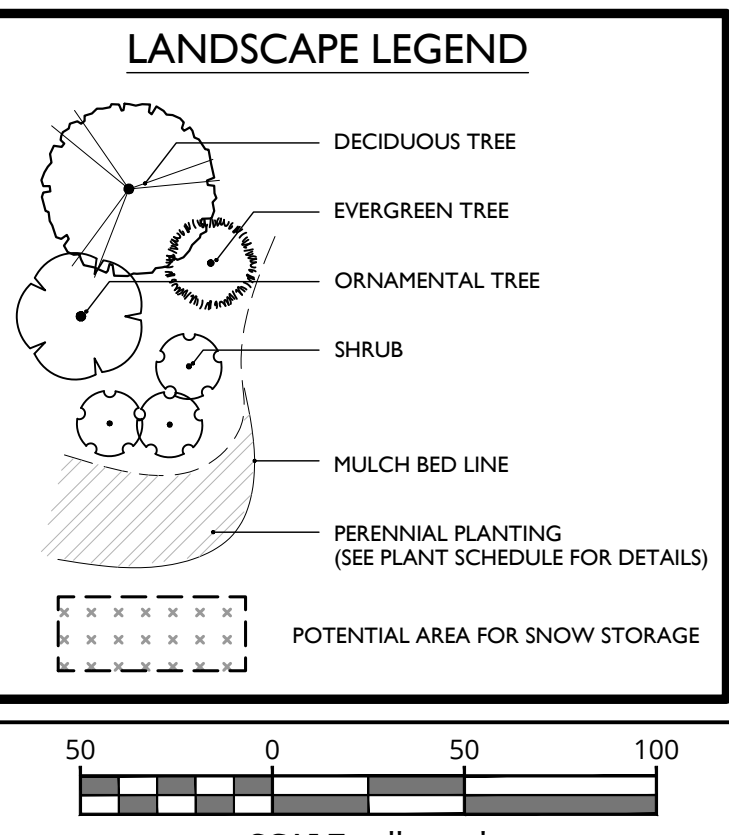 LANDSCAPE LEGEND
DECIDUOUS TREE
EVERGREEN TREE
ORNAMENTAL TREE
SHRUB
MULCH BED LINE
PERENNIAL PLANTING
(SEE PLANT SCHEDULE FOR DETAILS)
POTENTIAL AREA FOR SNOW STORAGE
50 0 50 100